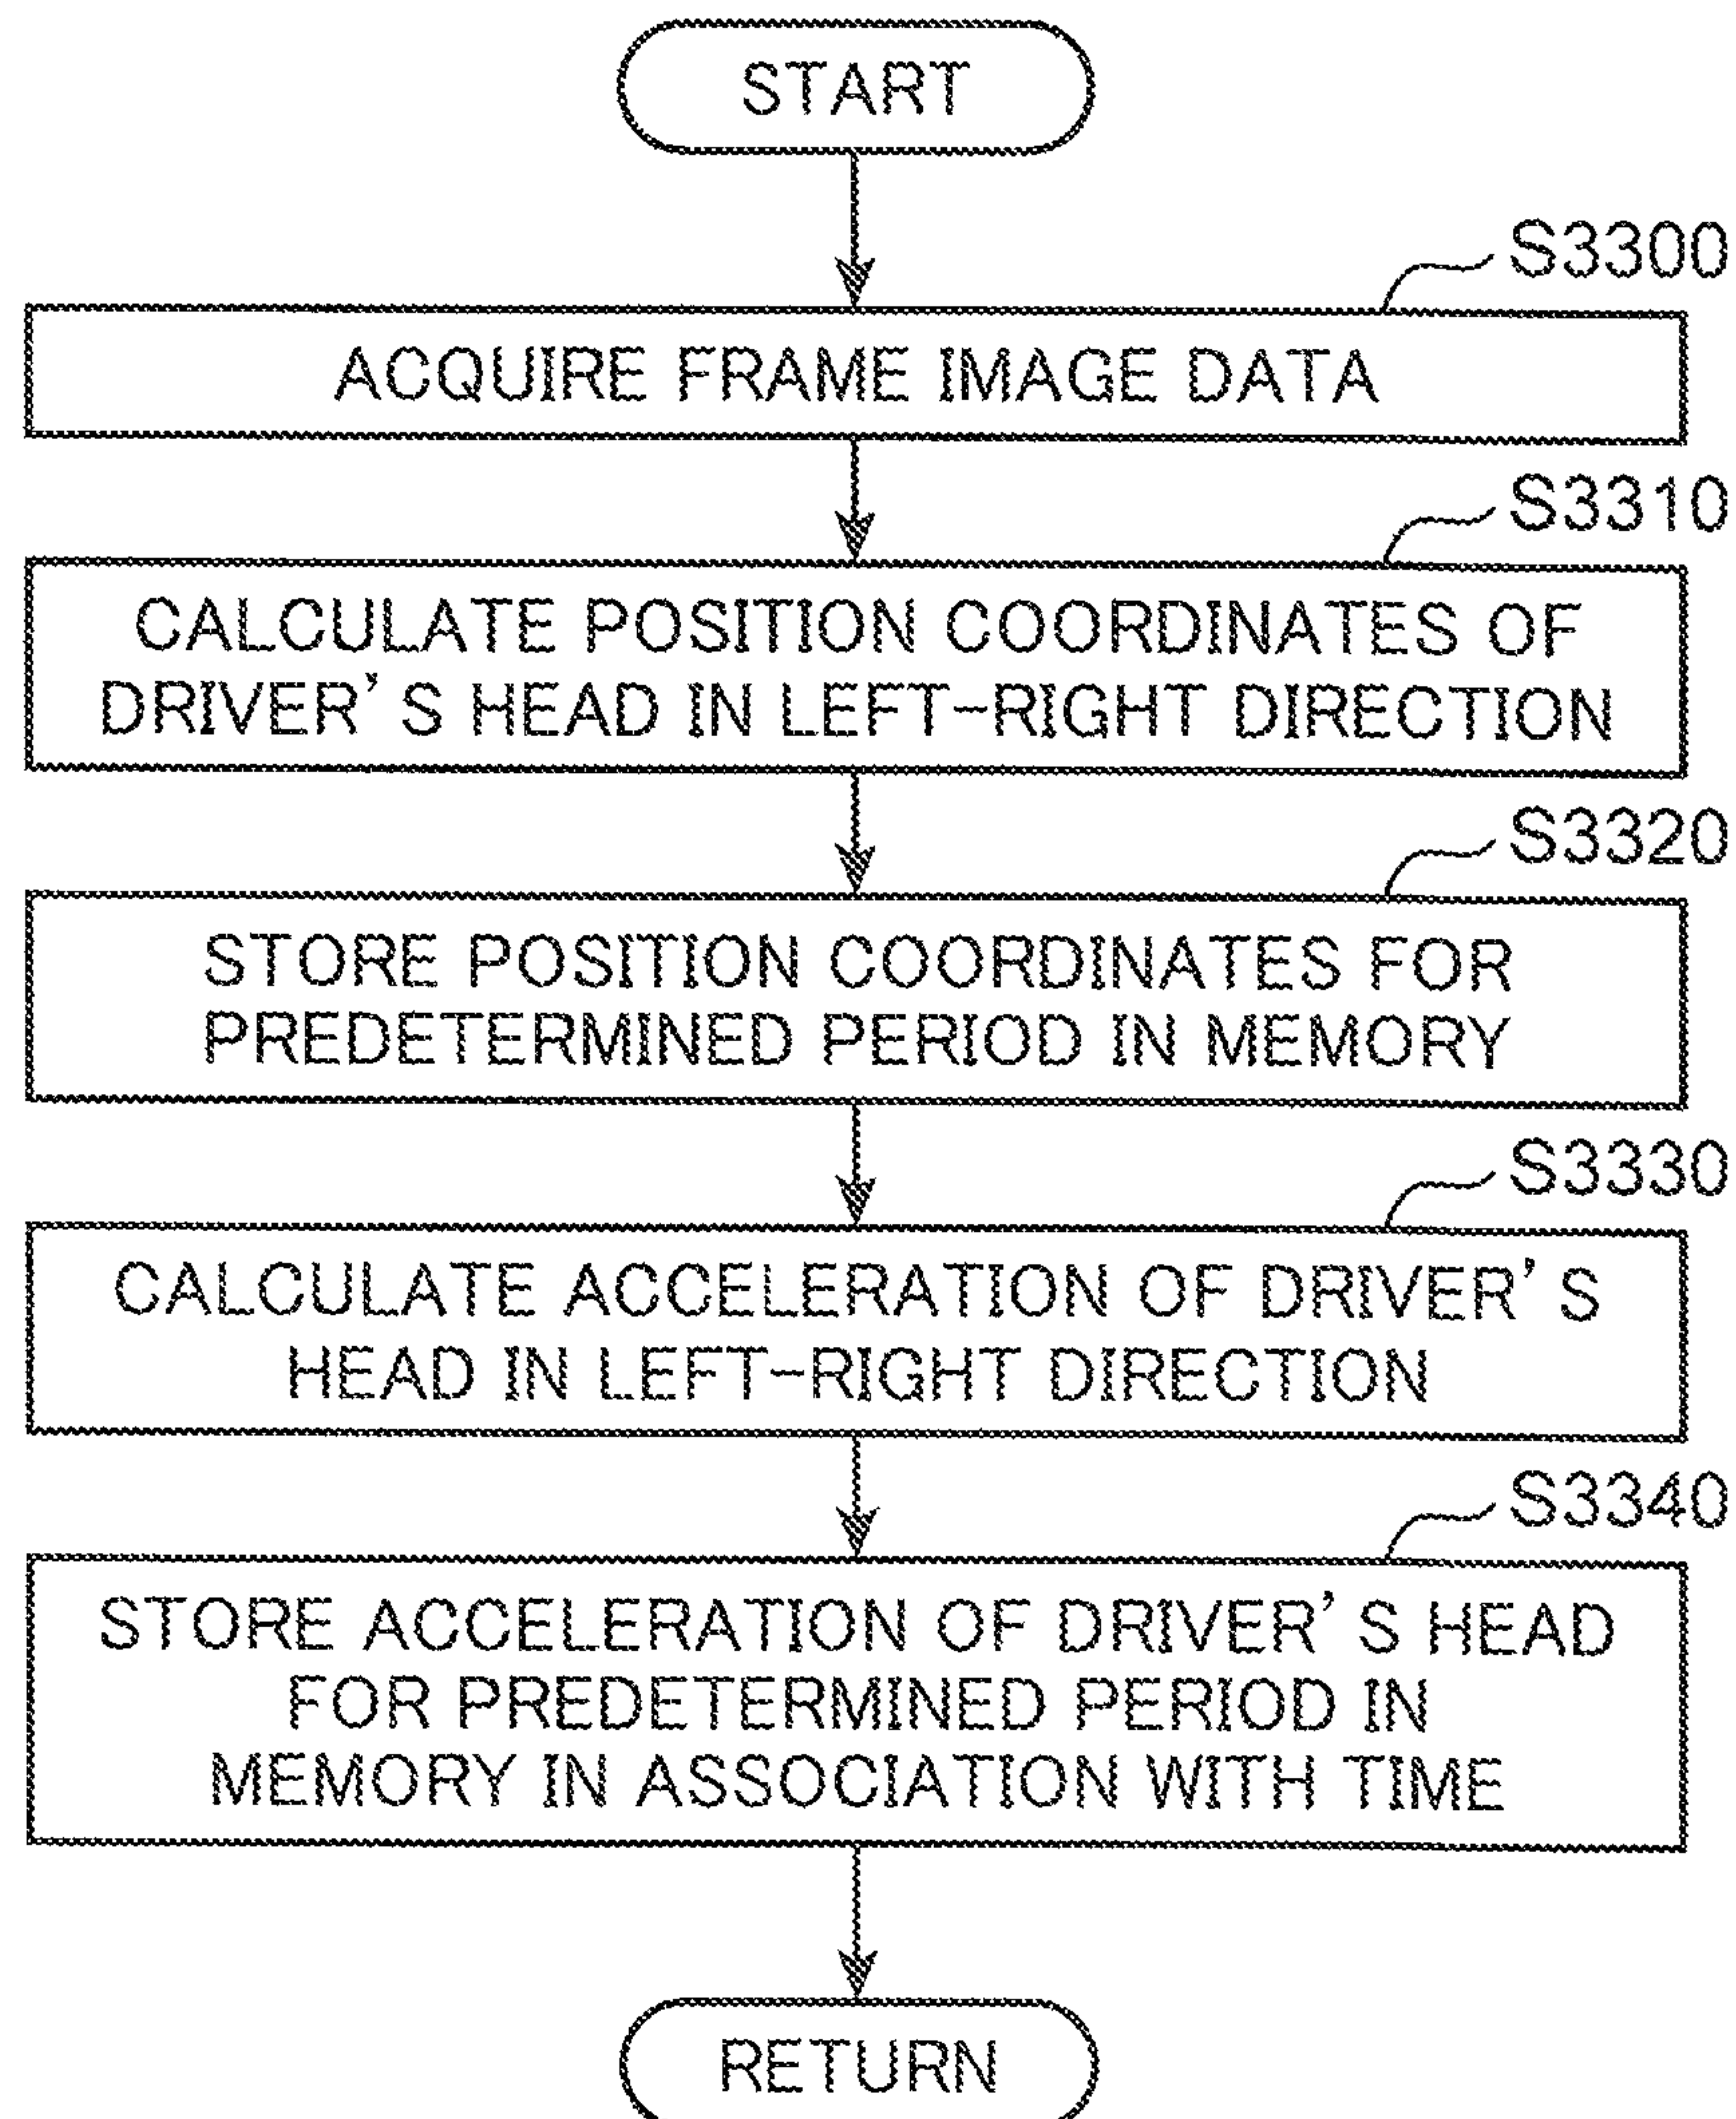 START
S3300
ACQUIRE FRAME IMAGE DATA
S3310
CALCULATE POSITION COORDINATES OF
DRIVER'S HEAD IN LEFT-RIGHT DIRECTION
S3320
STORE POSITION COORDINATES FOR
PREDETERMINED PERIOD IN MEMORY
S3330
CALCULATE ACCELERATION OF DRIVER'S
HEAD IN LEFT-RIGHT DIRECTION
S3340
STORE ACCELERATION OF DRIVER'S HEAD
FOR PREDETERMINED PERIOD IN
MEMORY IN ASSOCIATION WITH TIME
RETURN